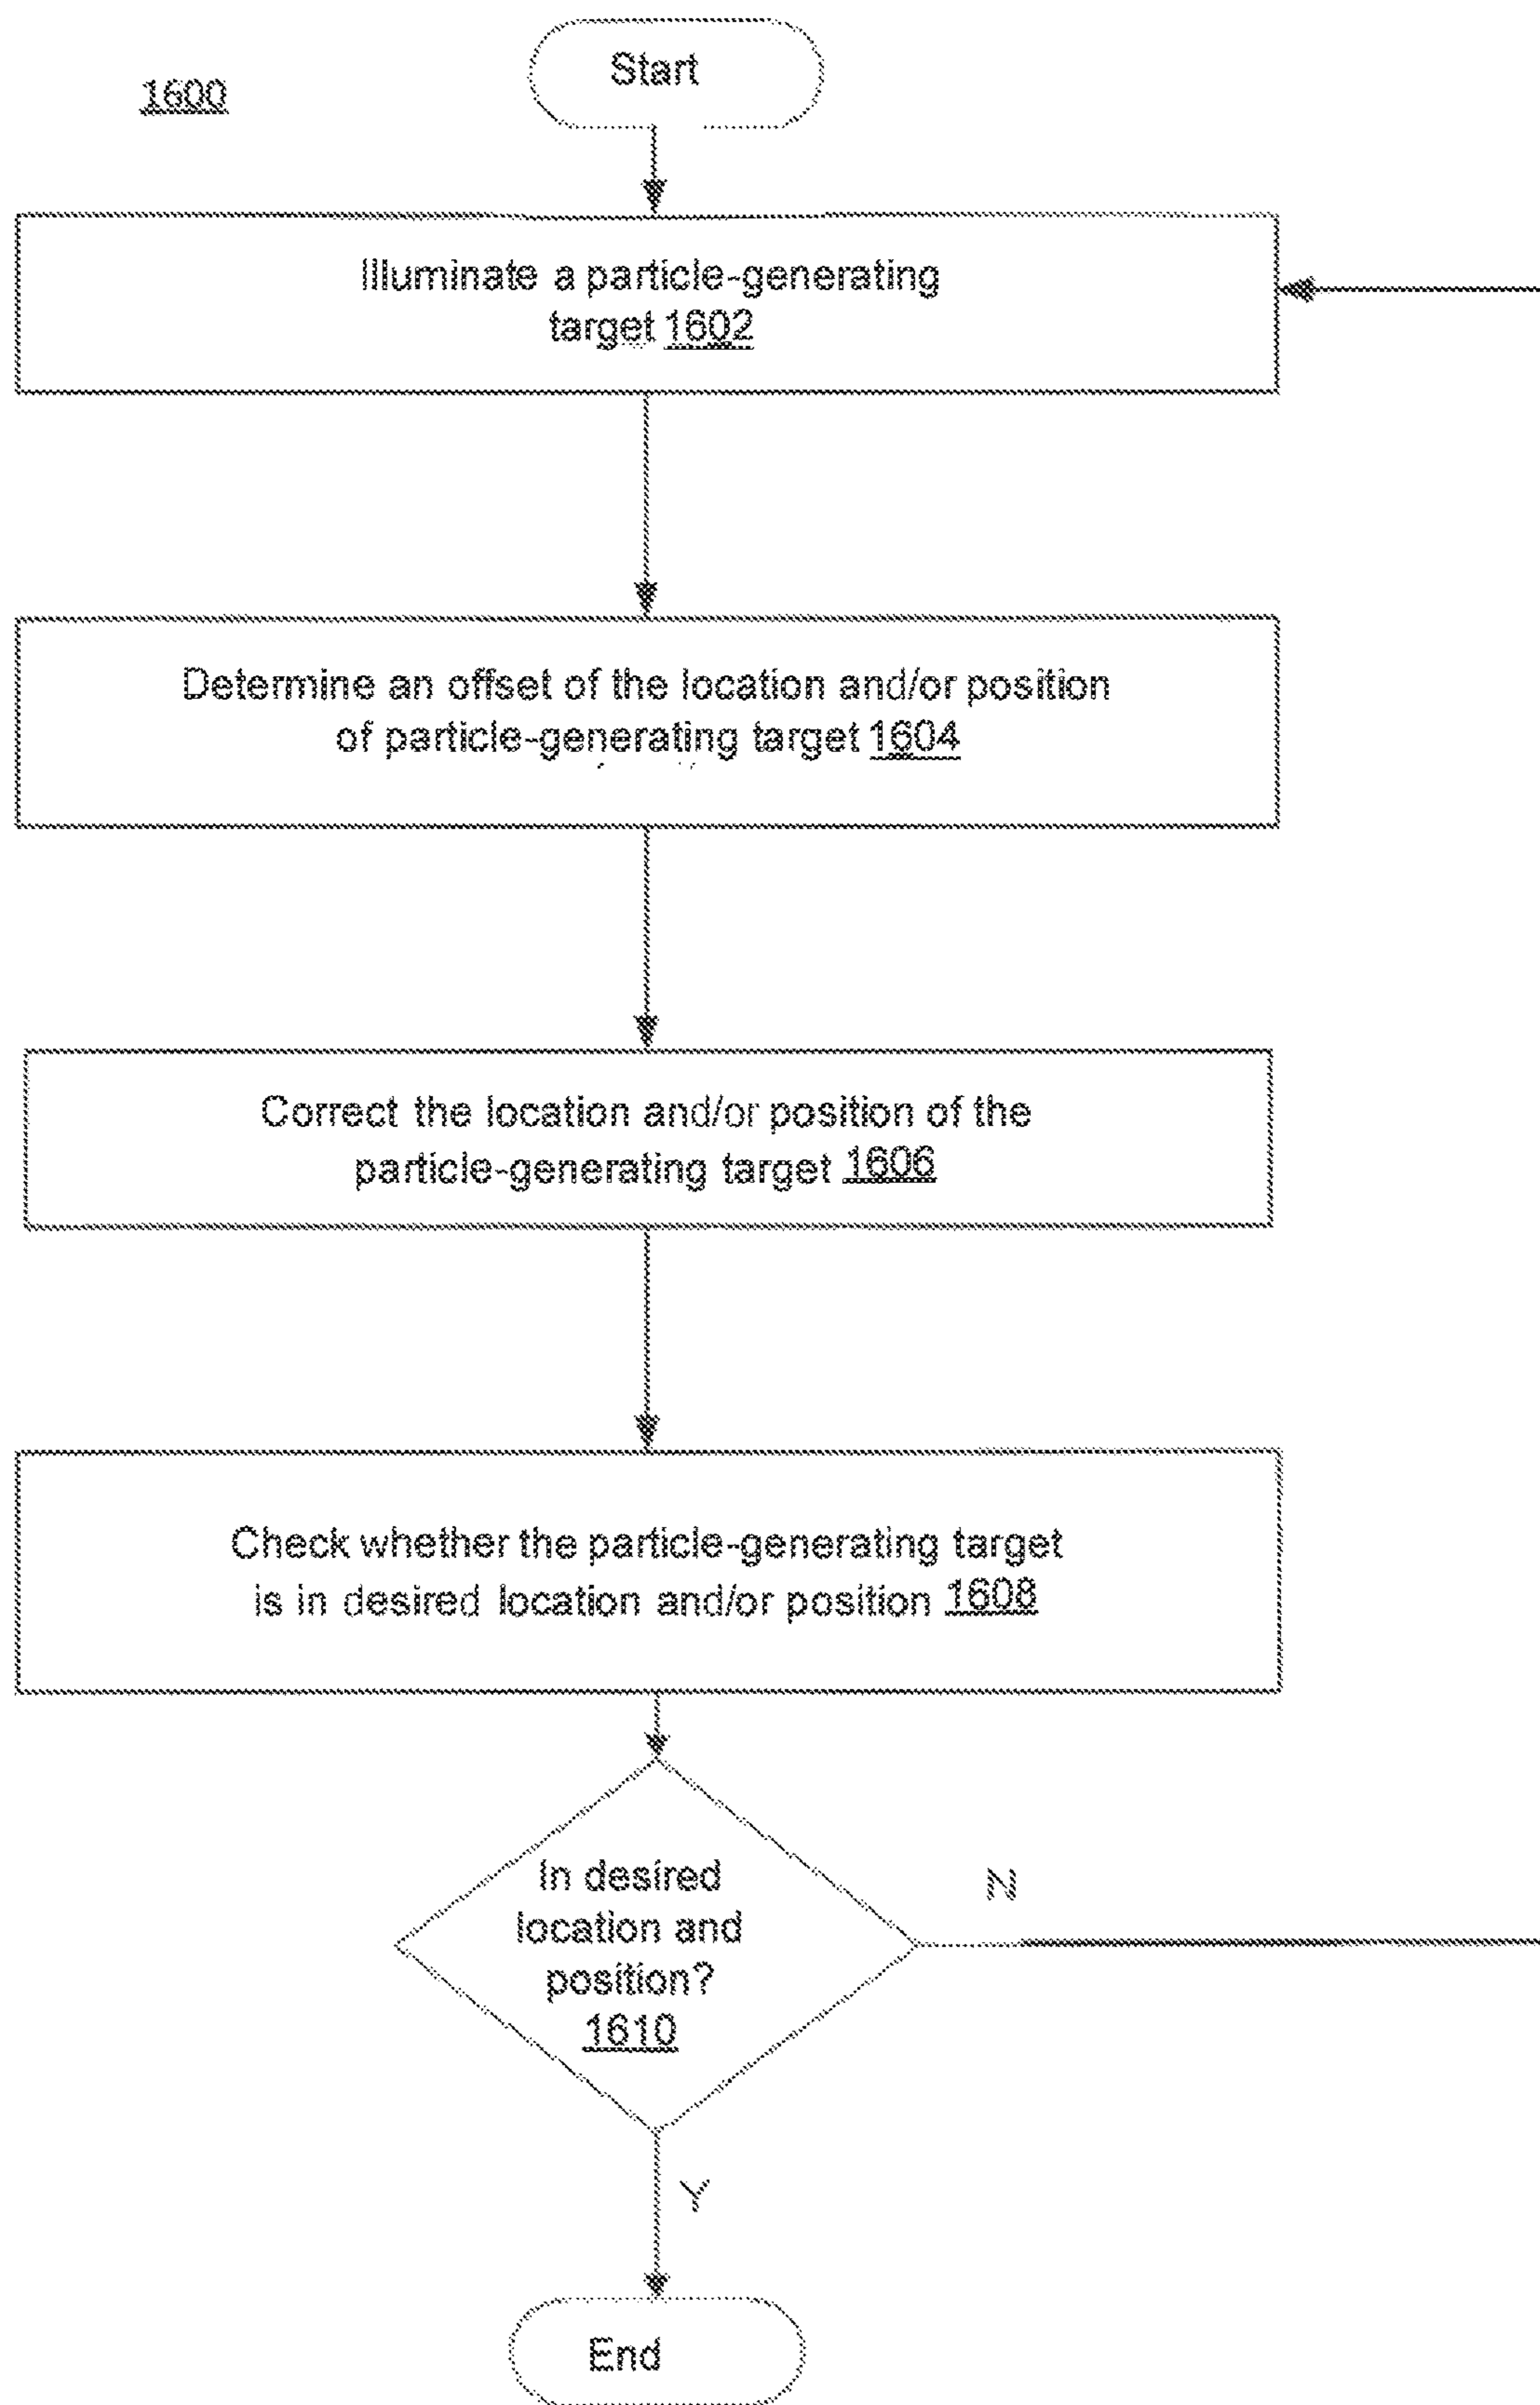 1600
Start
Illuminate a particle-generating
target 1602
Determine an offset of the location and/or position
of particle-generating target 1604
Correct the location and/or position of the
particle-generating target 1606
Check whether the particle-generating target
is in desired location and/or position 1608
In desired
location and
position?
1610
N
Y
End